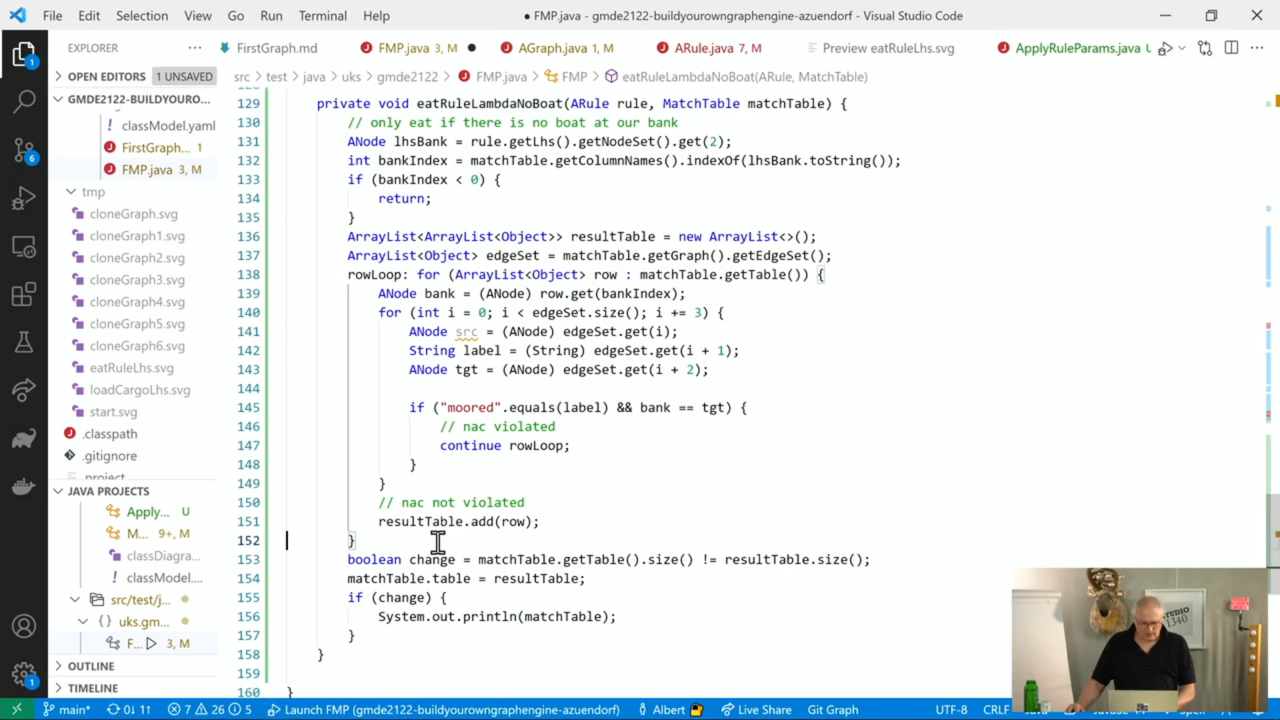 File Edit Selection View Go Run Terminal Help
● FMP.java - gmde2122-buildyourowngraphengine-azuendorf - Visual Studio Code
EXPLORER ···
FirstGraph.md
FMP.java 3, M ●
AGraph.java 1, M
ARule.java 7, M
Preview eatRuleLhs.svg
ApplyRuleParams.java U
···
OPEN EDITORS 1 UNSAVED
src > test > java > uks > gmde2122 > FMP.java > FMP > eatRuleLambdaNoBoat(ARule, MatchTable)
GMDE2122-BUILDYOURO...
classModel.yaml
FirstGraph... 1
FMP.java 3, M
tmp
cloneGraph.svg
cloneGraph1.svg
cloneGraph2.svg
cloneGraph3.svg
cloneGraph4.svg
cloneGraph5.svg
cloneGraph6.svg
eatRuleLhs.svg
loadCargoLhs.svg
start.svg
.classpath
.gitignore
.project
JAVA PROJECTS
Apply... U
M... 9+, M
classDiagra...
classModel....
src/test/j...
uks.gm...
F... 3, M
OUTLINE
TIMELINE
1
6
1
129 private void eatRuleLambdaNoBoat(ARule rule, MatchTable matchTable) {
130 // only eat if there is no boat at our bank
131 ANode lhsBank = rule.getLhs().getNodeSet().get(2);
132 int bankIndex = matchTable.getColumnNames().indexOf(lhsBank.toString());
133 if (bankIndex < 0) {
134 return;
135 }
136 ArrayList<ArrayList<Object>> resultTable = new ArrayList<>();
137 ArrayList<Object> edgeSet = matchTable.getGraph().getEdgeSet();
138 rowLoop: for (ArrayList<Object> row : matchTable.getTable()) {
139 ANode bank = (ANode) row.get(bankIndex);
140 for (int i = 0; i < edgeSet.size(); i += 3) {
141 ANode src = (ANode) edgeSet.get(i);
142 String label = (String) edgeSet.get(i + 1);
143 ANode tgt = (ANode) edgeSet.get(i + 2);
144
145 if ("moored".equals(label) && bank == tgt) {
146 // nac violated
147 continue rowLoop;
148 }
149 }
150 // nac not violated
151 resultTable.add(row);
152 }
153 boolean change = matchTable.getTable().size() != resultTable.size();
154 matchTable.table = resultTable;
155 if (change) {
156 System.out.println(matchTable);
157 }
158 }
159
160 }
STUDIO
1340
main* 0↓ 1↑ 7 26 5 Launch FMP (gmde2122-buildyourowngraphengine-azuendorf) Albert Live Share Git Graph UTF-8 CRLF